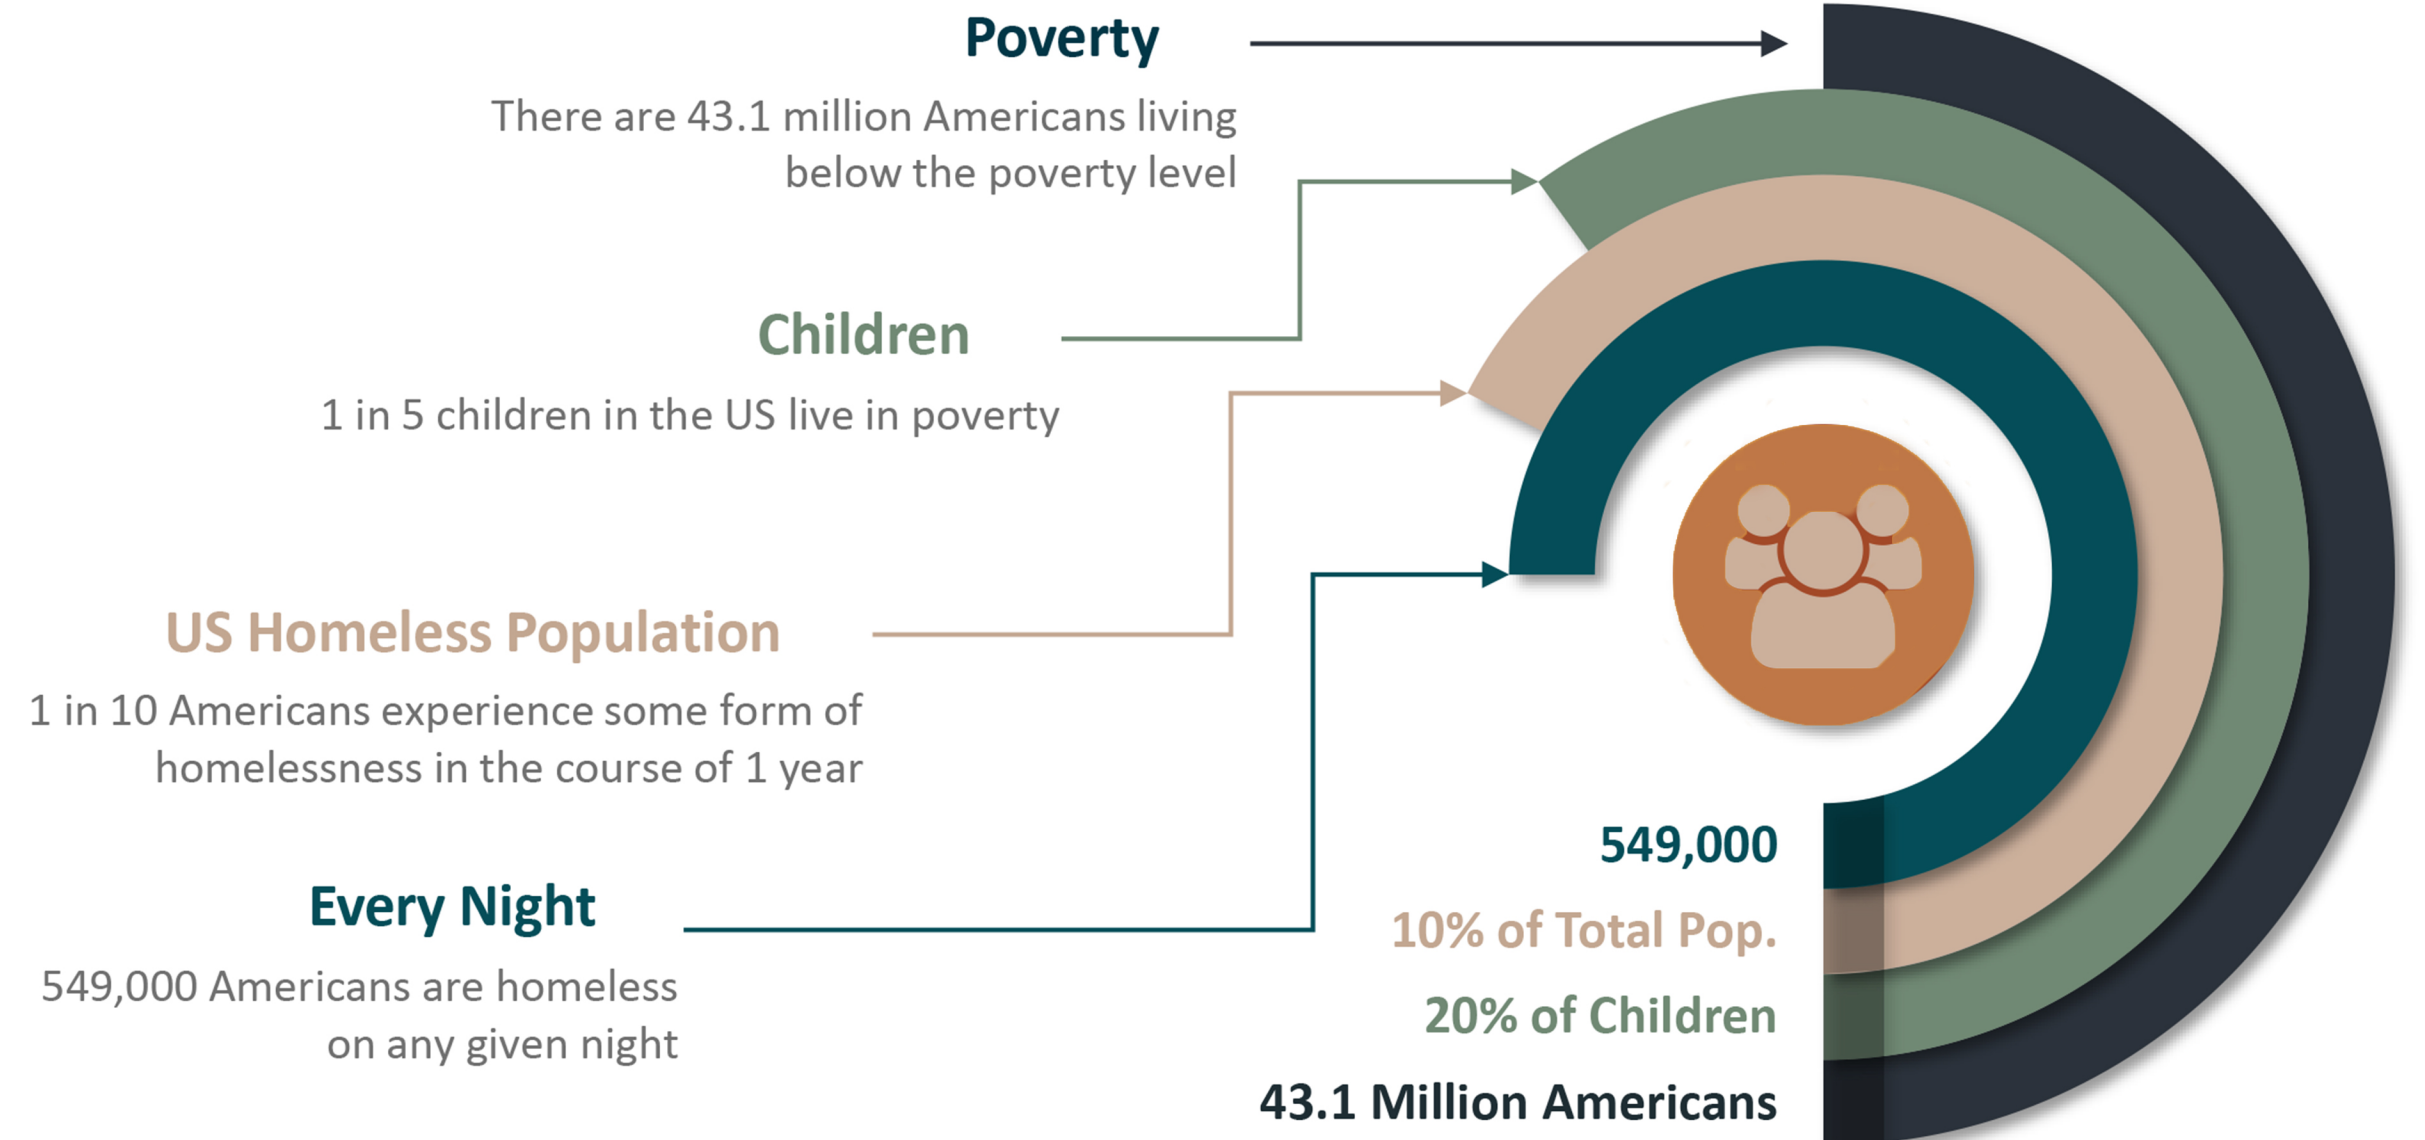 Poverty
There are 43.1 million Americans living
below the poverty level
Children
1 in 5 children in the US live in poverty
US Homeless Population
1 in 10 Americans experience some form of
homelessness in the course of 1 year
Every Night
549,000 Americans are homeless
on any given night
549,000
10% of Total Pop.
20% of Children
43.1 Million Americans